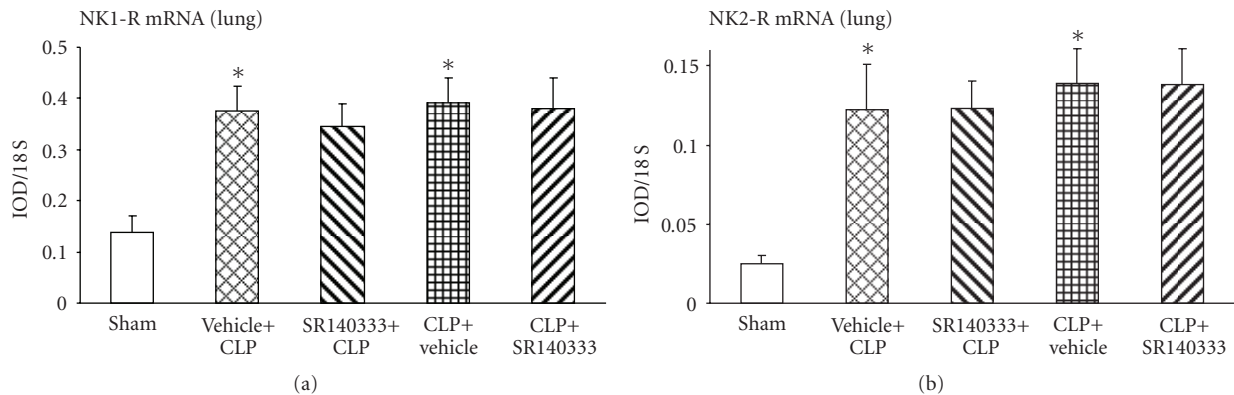 NK1-R mRNA (lung)
IOD/18S
0.5
0.4
0.3
0.2
0.1
0
*
*
Sham
Vehicle+
CLP
SR140333+
CLP
CLP+
vehicle
CLP+
SR140333
(a)
NK2-R mRNA (lung)
IOD/18S
0.15
0.1
0.05
0
*
*
Sham
Vehicle+
CLP
SR140333+
CLP
CLP+
vehicle
CLP+
SR140333
(b)